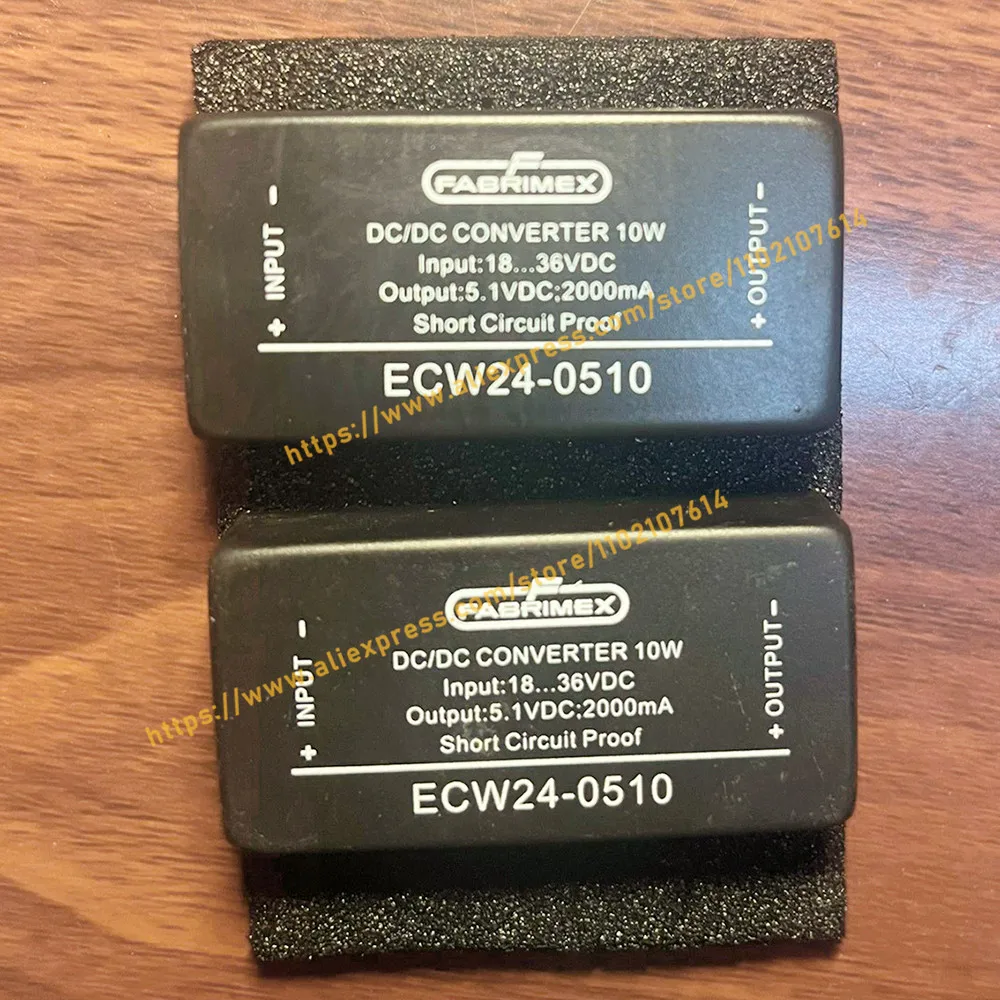 FABRIMEX
DC/DC CONVERTER 10W
Input:18...36VDC
Output:5.1VDC;2000mA
Short Circuit Proof
+ INPUT -
+ OUTPUT -
ECW24-0510
https://www.aliexpress.com/store/1102107614
FABRIMEX
DC/DC CONVERTER 10W
Input:18...36VDC
Output:5.1VDC;2000mA
Short Circuit Proof
+ INPUT -
+ OUTPUT -
ECW24-0510
https://www.aliexpress.com/store/1102107614